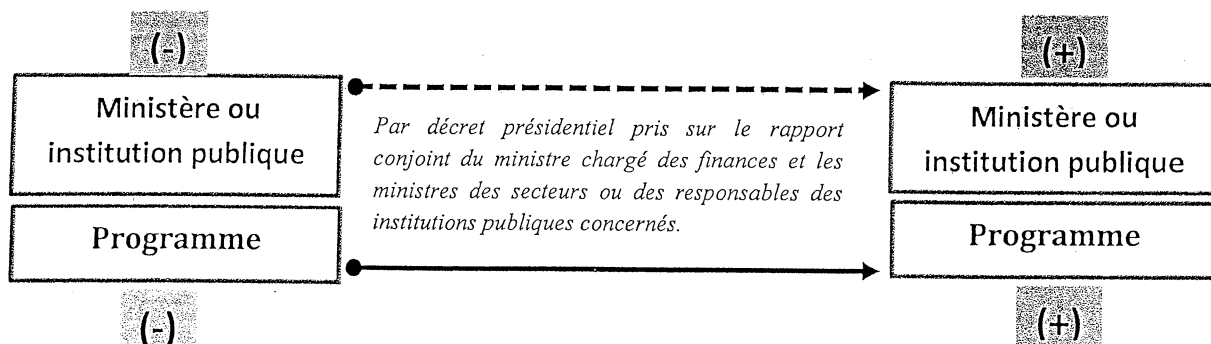 (-)
(+)
Ministère ou
institution publique
Par décret présidentiel pris sur le rapport
conjoint du ministre chargé des finances et les
ministres des secteurs ou des responsables des
institutions publiques concernés.
Ministère ou
institution publique
Programme
Programme
(-)
(+)